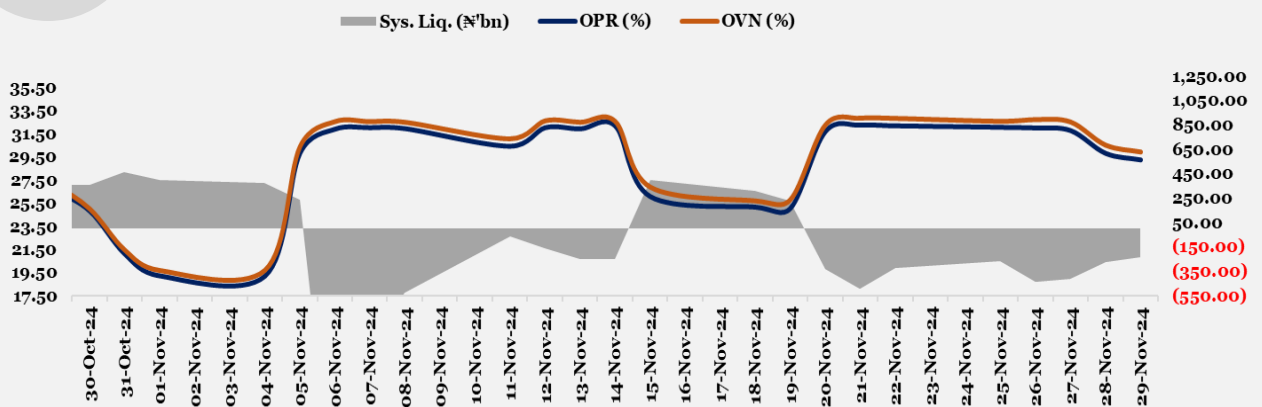 Sys. Liq. (₦'bn) OPR (%) OVN (%)
35.50
33.50
31.50
29.50
27.50
25.50
23.50
21.50
19.50
17.50
1,250.00
1,050.00
850.00
650.00
450.00
250.00
50.00
(150.00)
(350.00)
(550.00)
30-Oct-24
31-Oct-24
01-Nov-24
02-Nov-24
03-Nov-24
04-Nov-24
05-Nov-24
06-Nov-24
07-Nov-24
08-Nov-24
09-Nov-24
10-Nov-24
11-Nov-24
12-Nov-24
13-Nov-24
14-Nov-24
15-Nov-24
16-Nov-24
17-Nov-24
18-Nov-24
19-Nov-24
20-Nov-24
21-Nov-24
22-Nov-24
23-Nov-24
24-Nov-24
25-Nov-24
26-Nov-24
27-Nov-24
28-Nov-24
29-Nov-24